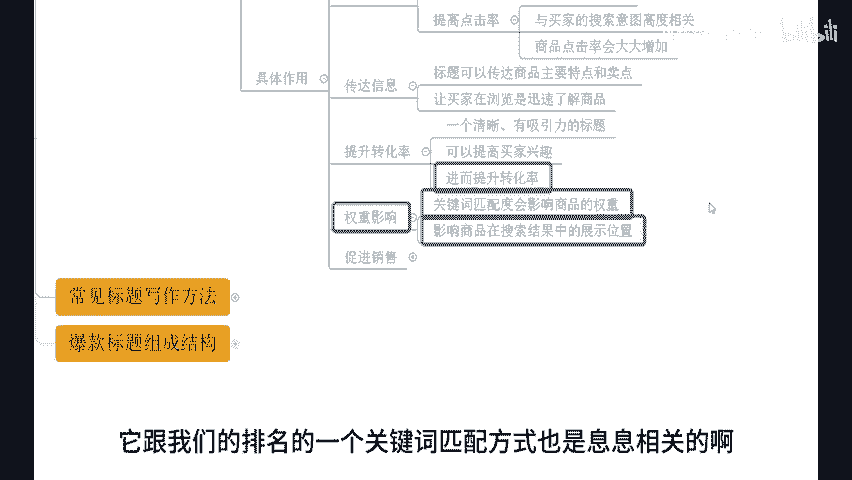 提高点击率
与买家的搜索意图高度相关
商品点击率会大大增加
具体作用
传达信息
标题可以传达商品主要特点和卖点
让买家在浏览是迅速了解商品
提升转化率
一个清晰、有吸引力的标题
可以提高买家兴趣
进而提升转化率
权重影响
关键词匹配度会影响商品的权重
影响商品在搜索结果中的展示位置
促进销售
常见标题写作方法
爆款标题组成结构
它跟我们的排名的一个关键词匹配方式也是息息相关的啊
bilibili